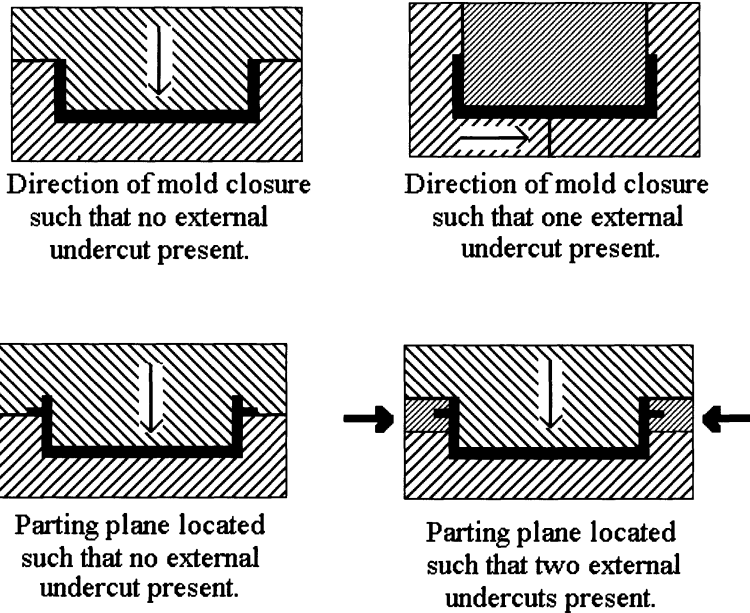 Direction of mold closure
such that no external
undercut present.
Direction of mold closure
such that one external
undercut present.
Parting plane located
such that no external
undercut present.
Parting plane located
such that two external
undercuts present.